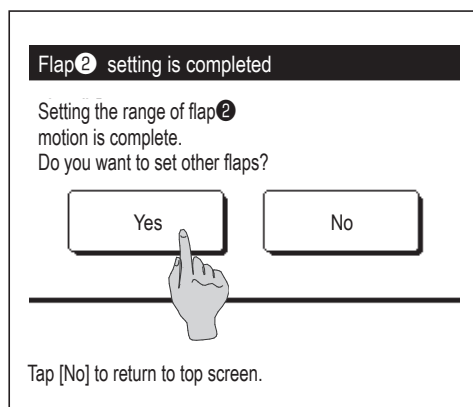 Flap❷ setting is completed
Setting the range of flap❷
motion is complete.
Do you want to set other flaps?
Yes
No
Tap [No] to return to top screen.